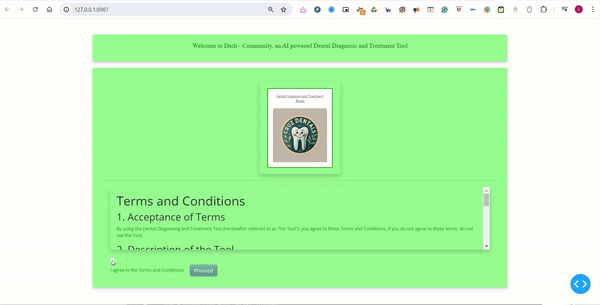 127.0.0.1:8987
Welcome to Dash - Community, an AI powered Dental Diagnosis and Treatment Tool
Dental Diagnosis and Treatment
Model
CRUZ DENTALS
Terms and Conditions
1. Acceptance of Terms
By using the Dental Diagnosing and Treatment Tool (hereafter referred to as "the Tool"), you agree to these Terms and Conditions. If you do not agree to these terms, do not
use the Tool.
2. Description of the Tool
I agree to the Terms and Conditions
Proceed